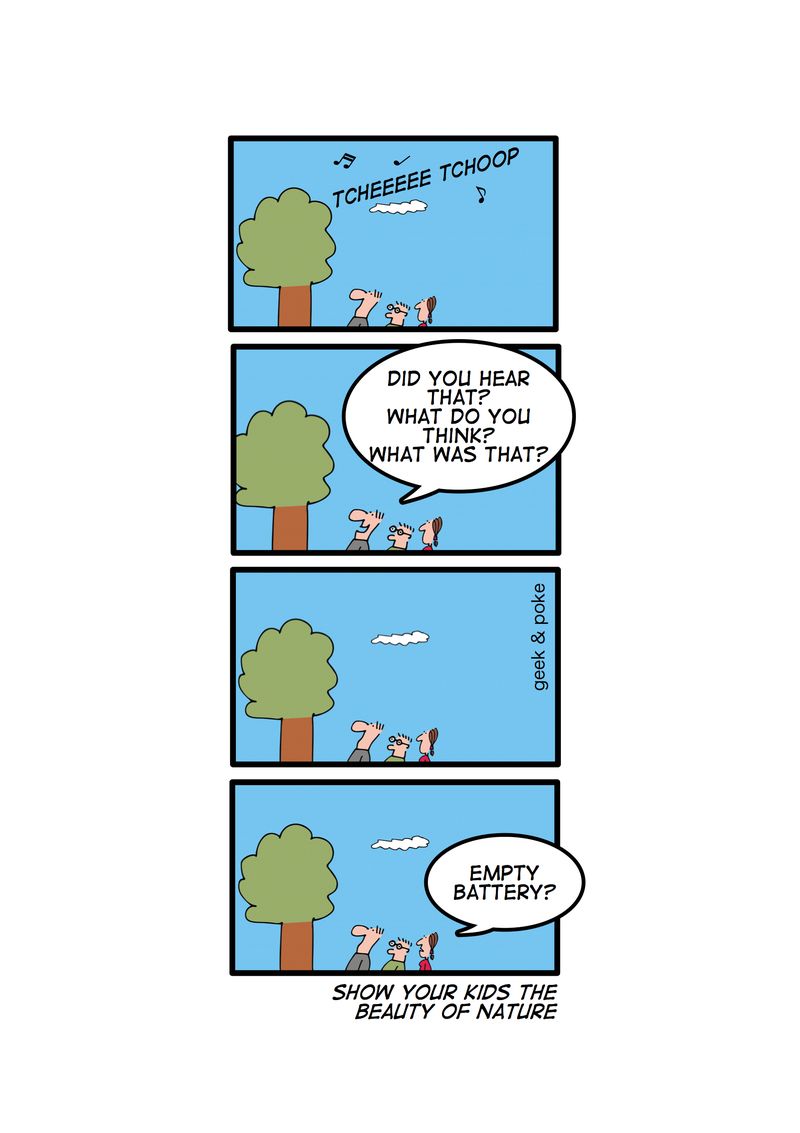 TCHEEEEE TCHOOP
DID YOU HEAR
THAT?
WHAT DO YOU
THINK?
WHAT WAS THAT?
geek & poke
EMPTY
BATTERY?
SHOW YOUR KIDS THE
BEAUTY OF NATURE